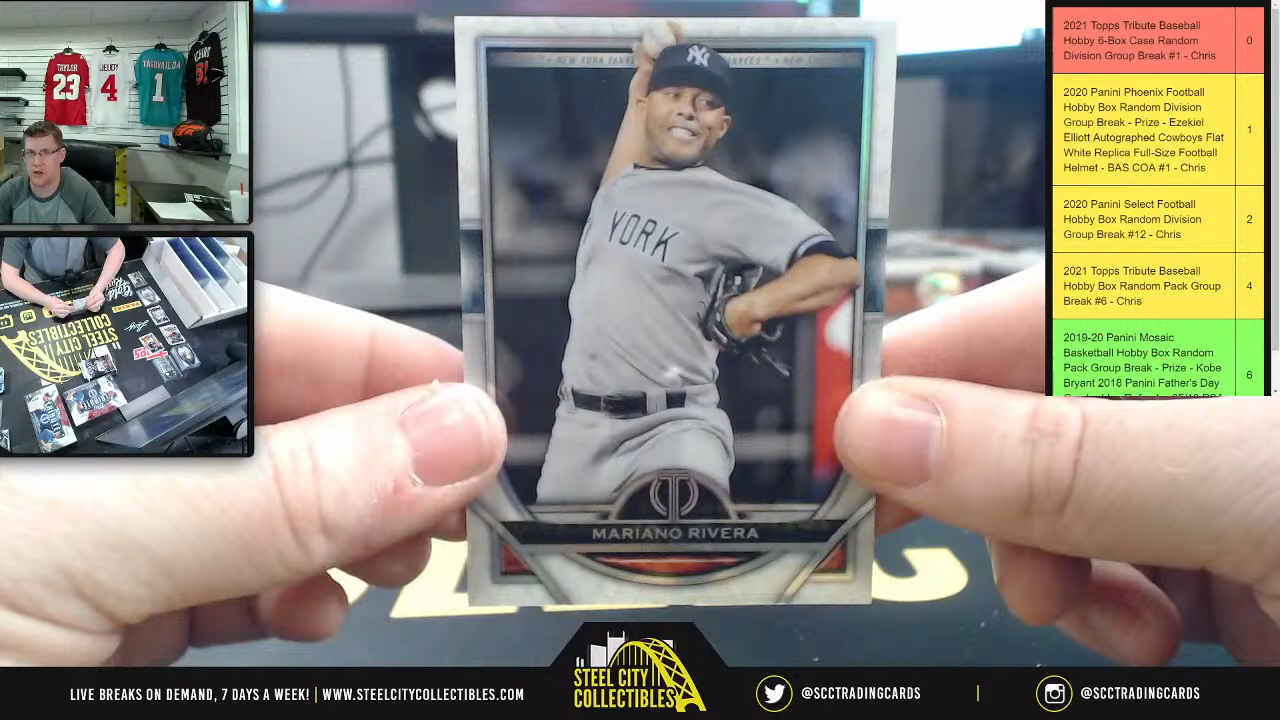 TAYLOR
23
JEUDY
4
TAGOVAILOA
1
STEEL CITY
COLLECTIBLES
NY
YORK
MARIANO RIVERA
2021 Topps Tribute Baseball
Hobby 6-Box Case Random
Division Group Break #1 - Chris
0
2020 Panini Phoenix Football
Hobby Box Random Division
Group Break - Prize - Ezekiel
Elliott Autographed Cowboys Flat
White Replica Full-Size Football
Helmet - BAS COA #1 - Chris
1
2020 Panini Select Football
Hobby Box Random Division
Group Break #12 - Chris
2
2021 Topps Tribute Baseball
Hobby Box Random Pack Group
Break #6 - Chris
4
2019-20 Panini Mosaic
Basketball Hobby Box Random
Pack Group Break - Prize - Kobe
Bryant 2018 Panini Father's Day
6
LIVE BREAKS ON DEMAND, 7 DAYS A WEEK! | WWW.STEELCITYCOLLECTIBLES.COM
STEEL CITY
COLLECTIBLES
@SCCTRADINGCARDS
@SCCTRADINGCARDS